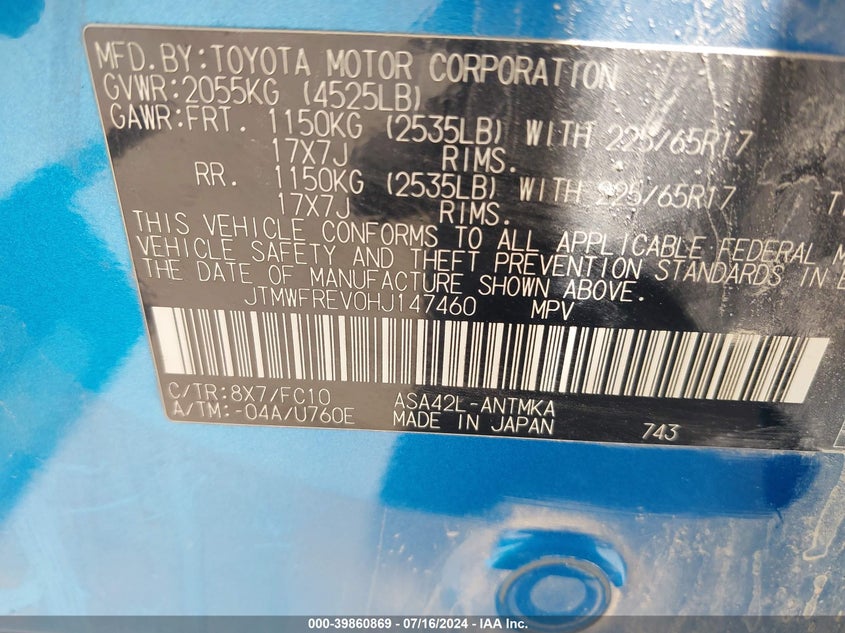 MFD.BY:TOYOTA MOTOR CORPORATION
GVWR:2055KG (4525LB)
GAWR:FRT. 1150KG (2535LB) WITH 225/65R17
17X7J RIMS.
RR. 1150KG (2535LB) WITH 225/65R17
17X7J RIMS.
THIS VEHICLE CONFORMS TO ALL APPLICABLE FEDERAL
VEHICLE SAFETY AND THEFT PREVENTION STANDARDS IN
THE DATE OF MANUFACTURE SHOWN ABOVE.
JTMWFREV0HJ147460 MPV
C/TR:8X7/FC10 ASA42L-ANTMKA
A/TM:-04A/U760E MADE IN JAPAN 743
000-39860869 - 07/16/2024 - IAA Inc.